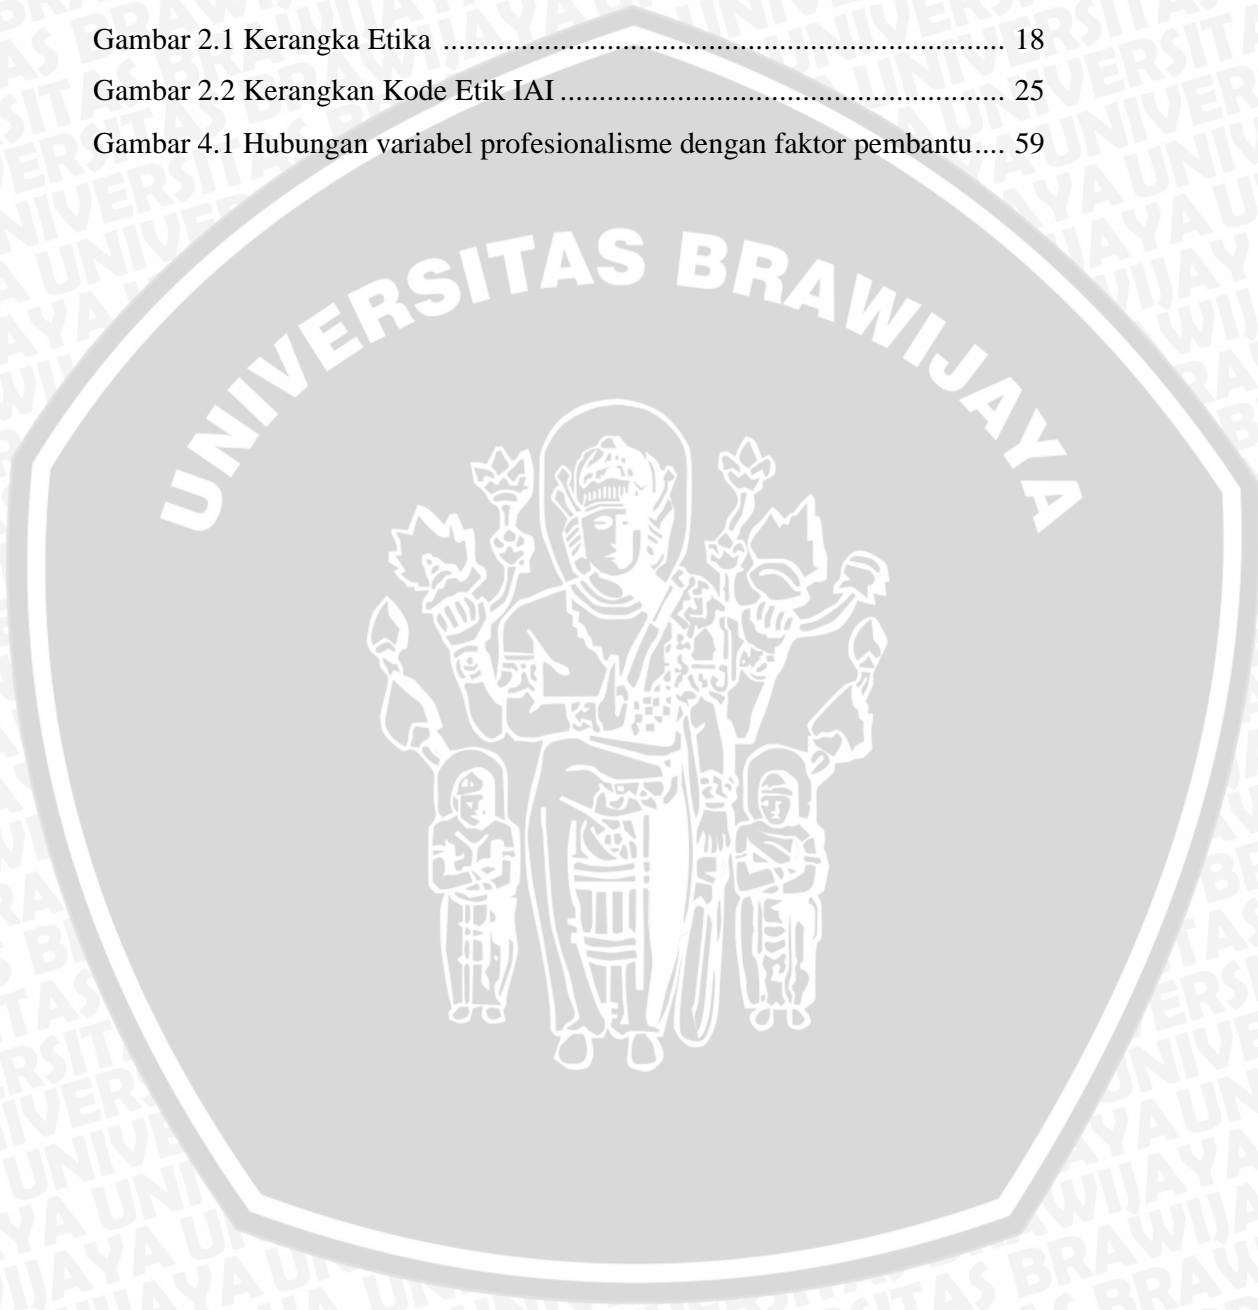 Gambar 2.1 Kerangka Etika ........................................................................ 18
Gambar 2.2 Kerangkan Kode Etik IAI ......................................................... 25
Gambar 4.1 Hubungan variabel profesionalisme dengan faktor pembantu.... 59
UNIVERSITAS BRAWIJAYA